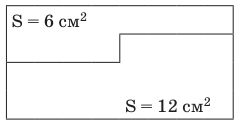 S = 6 см²
S = 12 см²